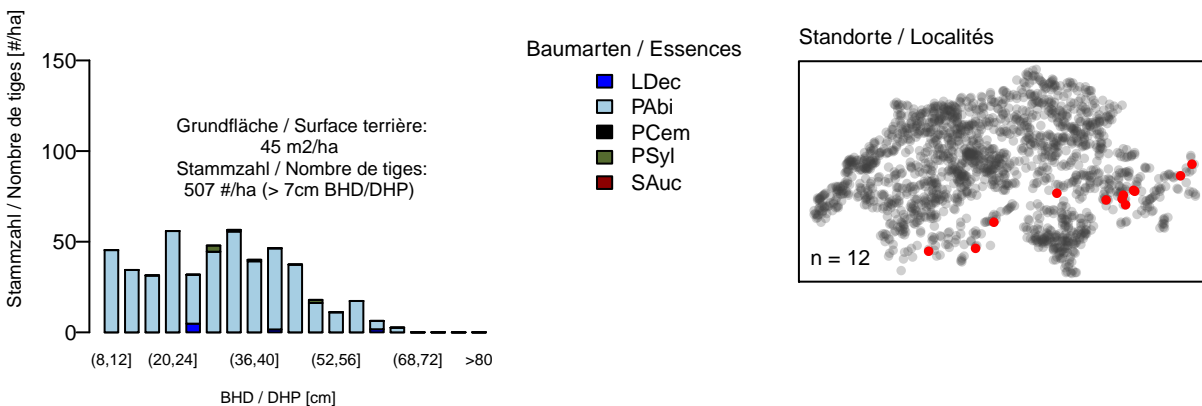 Stammzahl / Nombre de tiges [#/ha]
150
100
50
0
Grundfläche / Surface terrière:
45 m2/ha
Stammzahl / Nombre de tiges:
507 #/ha (> 7cm BHD/DHP)
(8,12]
(20,24]
(36,40]
(52,56]
(68,72]
>80
BHD / DHP [cm]
Baumarten / Essences
LDec
PAbi
PCem
PSyl
SAuc
Standorte / Localités
n = 12